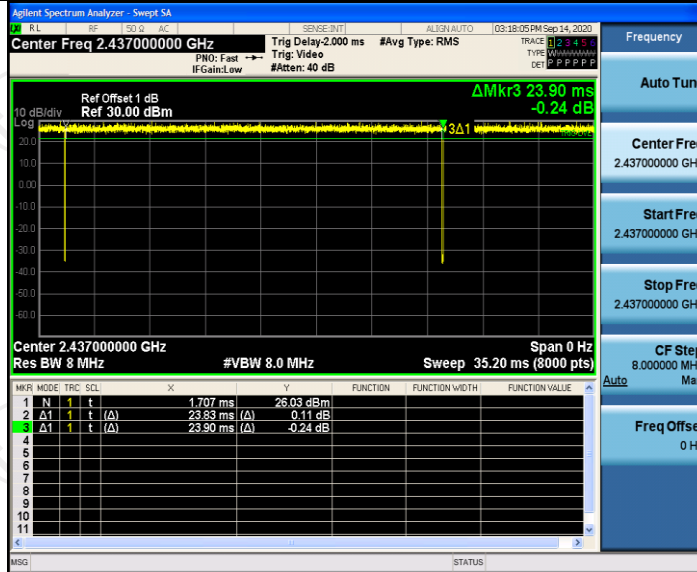 Agilent Spectrum Analyzer - Swept SA
RL RF 50 Ω AC SENSE:INT ALIGN AUTO 03:18:05 PM Sep 14, 2020
Center Freq 2.437000000 GHz
PNO: Fast
IFGain:Low
Trig Delay-2.000 ms
Trig: Video
#Atten: 40 dB
#Avg Type: RMS
TRACE 1 2 3 4 5 6
TYPE
DET P P P P P P
ΔMkr3 23.90 ms
-0.24 dB
Ref Offset 1 dB
Ref 30.00 dBm
10 dB/div
Log
3Δ1
20.0
10.0
0.00
-10.0
-20.0
-30.0
-40.0
-50.0
-60.0
Center 2.437000000 GHz Span 0 Hz
Res BW 8 MHz #VBW 8.0 MHz Sweep 35.20 ms (8000 pts)
MKR MODE TRC SCL X Y FUNCTION FUNCTION WIDTH FUNCTION VALUE
1 N 1 t 1.707 ms 26.03 dBm
2 Δ1 1 t (Δ) 23.83 ms (Δ) 0.11 dB
3 Δ1 1 t (Δ) 23.90 ms (Δ) -0.24 dB
4
5
6
7
8
9
10
11
MSG STATUS
Frequency
Auto Tun
Center Fre
2.437000000 GH
Start Fre
2.437000000 GH
Stop Fre
2.437000000 GH
CF Ste
8.000000 MH
Auto Ma
Freq Offse
0 H